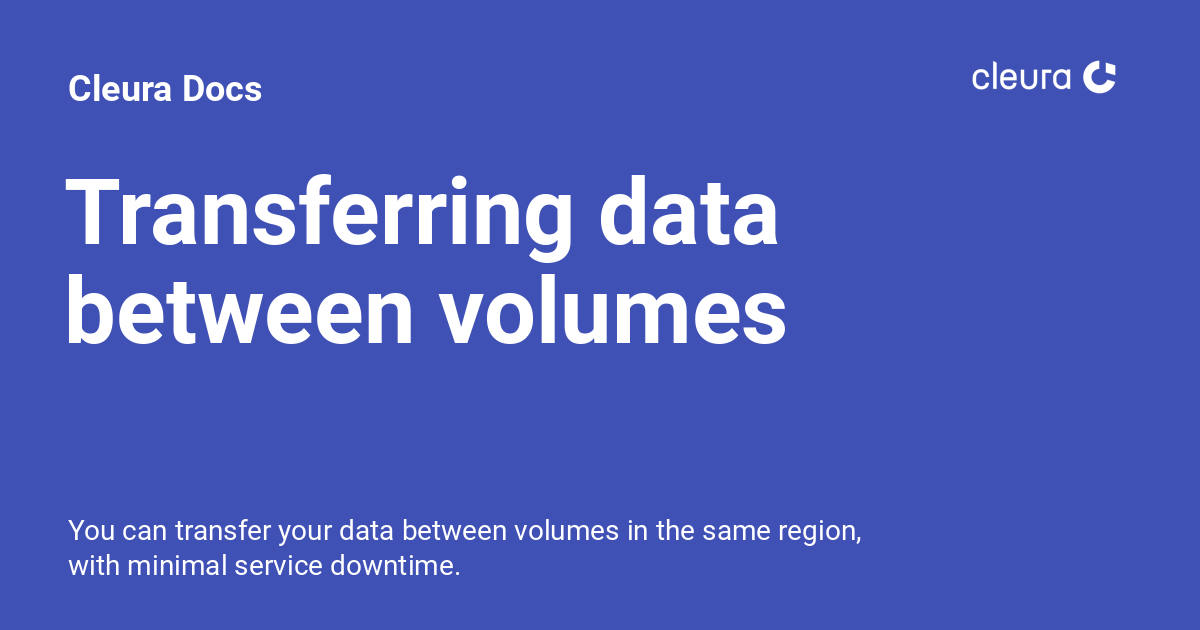 Cleura Docs
cleura
Transferring data
between volumes
You can transfer your data between volumes in the same region,
with minimal service downtime.